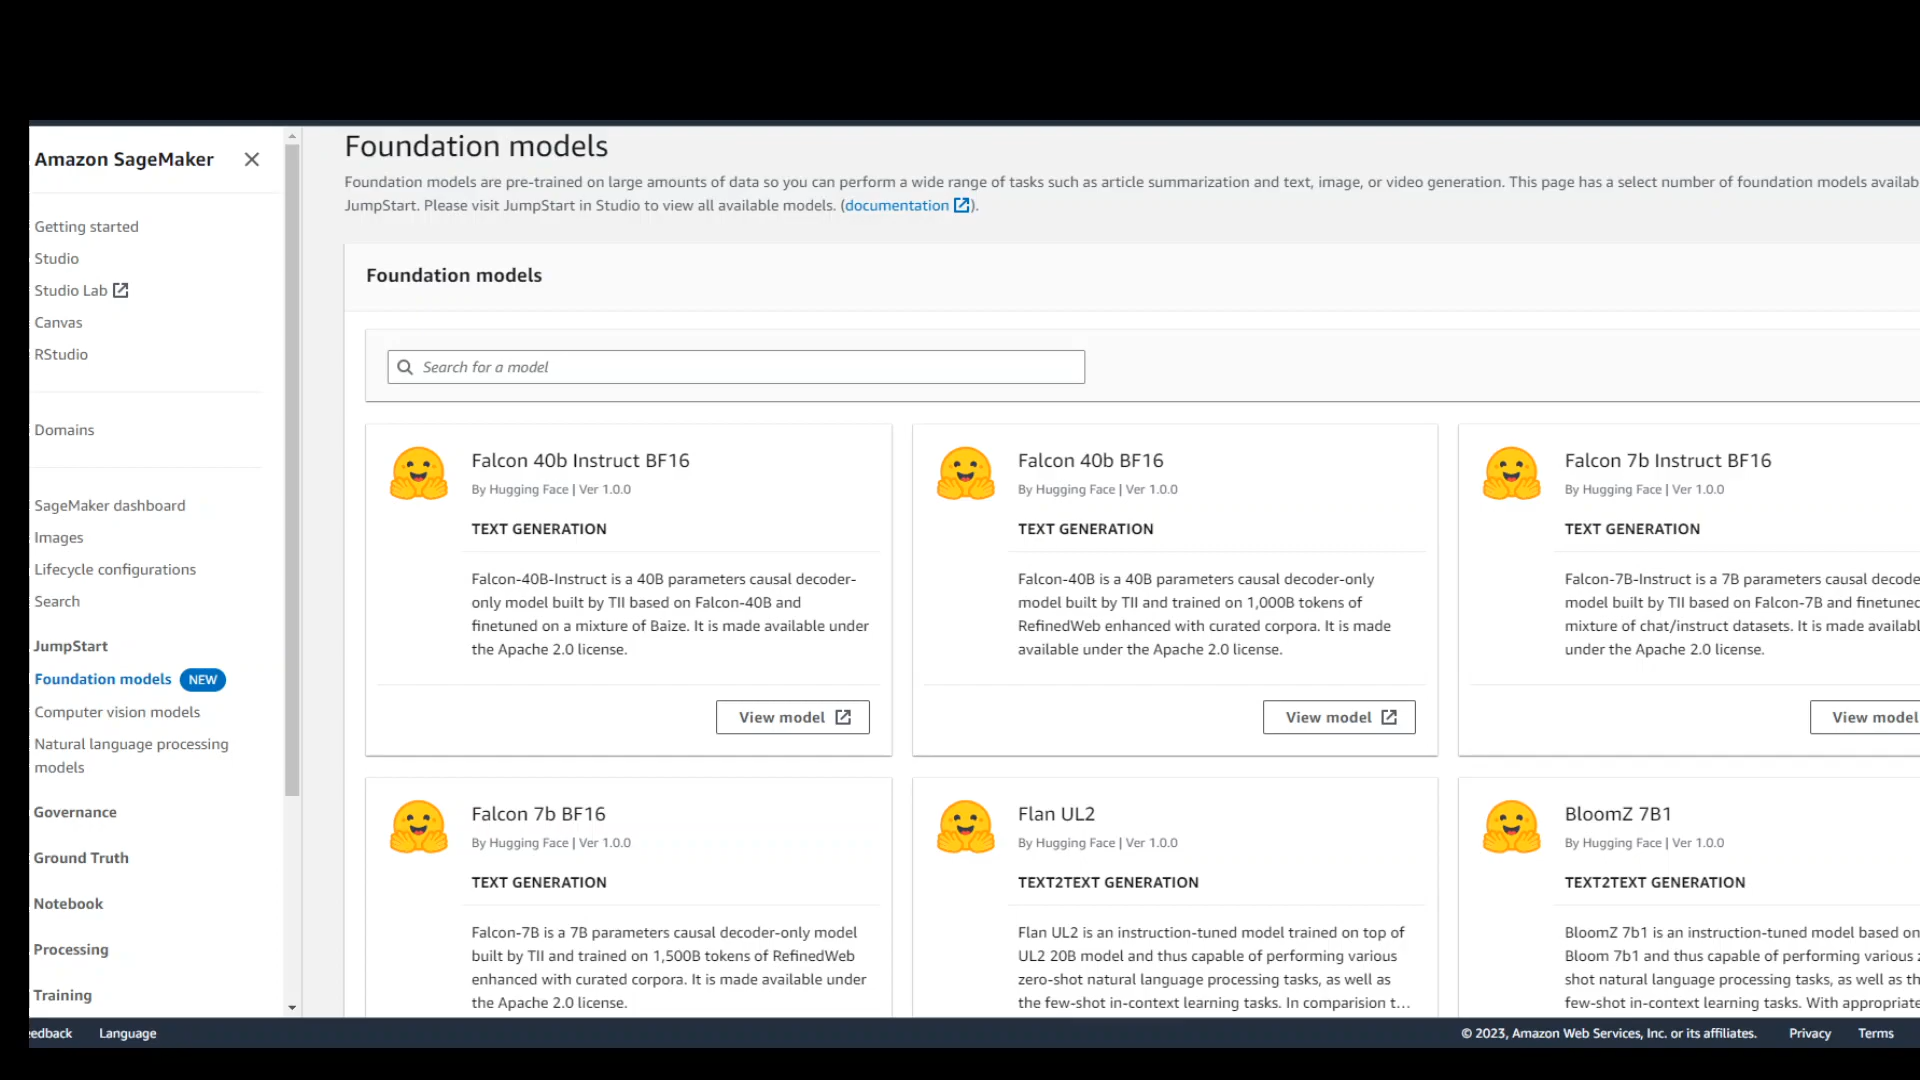 Amazon SageMaker
Getting started
Studio
Studio Lab
Canvas
RStudio
Domains
SageMaker dashboard
Images
Lifecycle configurations
Search
JumpStart
Foundation models NEW
Computer vision models
Natural language processing
models
Governance
Ground Truth
Notebook
Processing
Training
Foundation models
Foundation models are pre-trained on large amounts of data so you can perform a wide range of tasks such as article summarization and text, image, or video generation. This page has a select number of foundation models availab
JumpStart. Please visit JumpStart in Studio to view all available models. (documentation ).
Foundation models
Search for a model
Falcon 40b Instruct BF16
By Hugging Face | Ver 1.0.0
TEXT GENERATION
Falcon-40B-Instruct is a 40B parameters causal decoder-
only model built by TII based on Falcon-40B and
finetuned on a mixture of Baize. It is made available under
the Apache 2.0 license.
View model
Falcon 40b BF16
By Hugging Face | Ver 1.0.0
TEXT GENERATION
Falcon-40B is a 40B parameters causal decoder-only
model built by TII and trained on 1,000B tokens of
RefinedWeb enhanced with curated corpora. It is made
available under the Apache 2.0 license.
View model
Falcon 7b Instruct BF16
By Hugging Face | Ver 1.0.0
TEXT GENERATION
Falcon-7B-Instruct is a 7B parameters causal decode
model built by TII based on Falcon-7B and finetuned
mixture of chat/instruct datasets. It is made availabl
under the Apache 2.0 license.
View model
Falcon 7b BF16
By Hugging Face | Ver 1.0.0
TEXT GENERATION
Falcon-7B is a 7B parameters causal decoder-only model
built by TII and trained on 1,500B tokens of RefinedWeb
enhanced with curated corpora. It is made available under
the Apache 2.0 license.
Flan UL2
By Hugging Face | Ver 1.0.0
TEXT2TEXT GENERATION
Flan UL2 is an instruction-tuned model trained on top of
UL2 20B model and thus capable of performing various
zero-shot natural language processing tasks, as well as
the few-shot in-context learning tasks. In comparision t...
BloomZ 7B1
By Hugging Face | Ver 1.0.0
TEXT2TEXT GENERATION
BloomZ 7b1 is an instruction-tuned model based on
Bloom 7b1 and thus capable of performing various z
shot natural language processing tasks, as well as th
few-shot in-context learning tasks. With appropriate
edback Language
© 2023, Amazon Web Services, Inc. or its affiliates. Privacy Terms